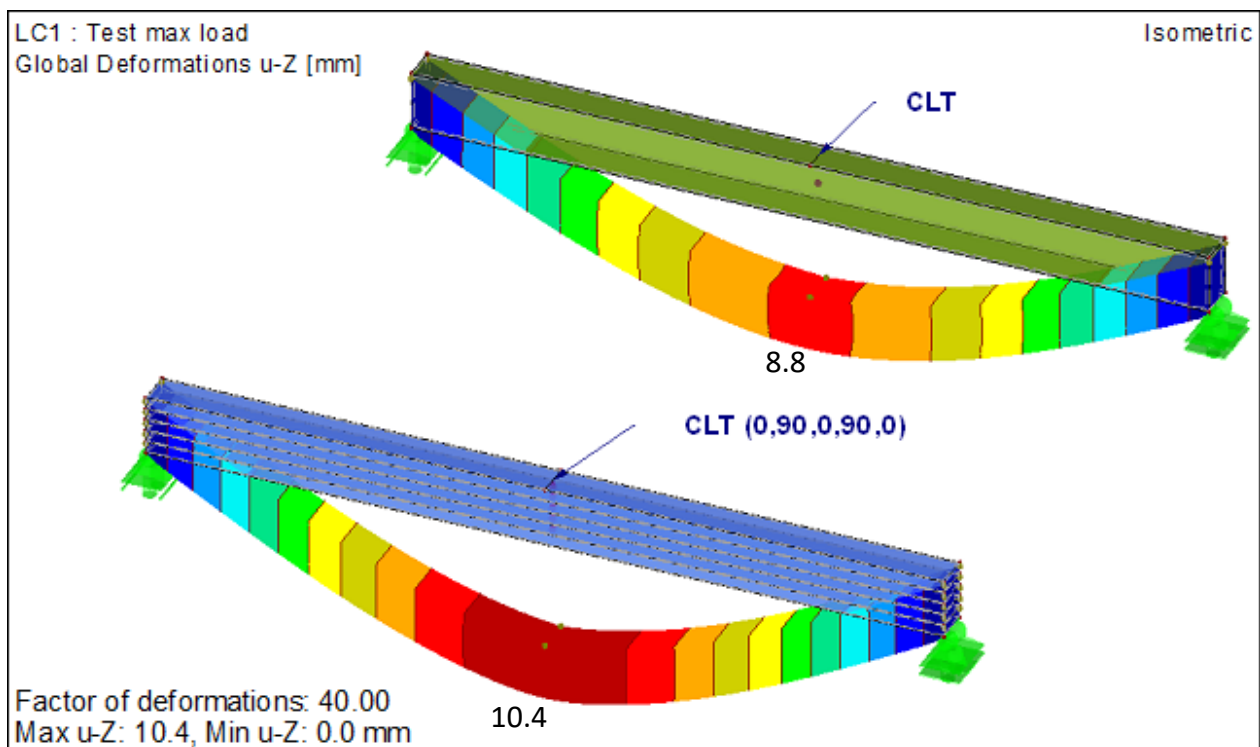 LC1 : Test max load
Isometric
Global Deformations u-Z [mm]
CLT
8.8
CLT (0,90,0,90,0)
Factor of deformations: 40.00
Max u-Z: 10.4, Min u-Z: 0.0 mm
10.4